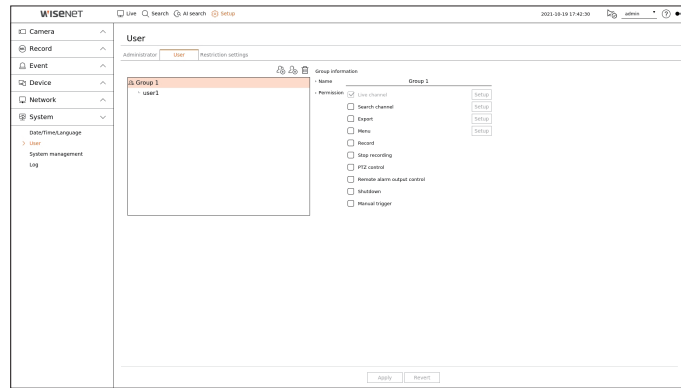 WISENET
Live Search AI search Setup
2021-10-19 17:42:30 admin ?
Camera
Record
Event
Device
Network
System
Date/Time/Language
> User
System management
Log
User
Administrator User Restriction settings
Group 1
user1
Group information
Name Group 1
Permission Live channel Setup
Search channel Setup
Export Setup
Menu Setup
Record
Stop recording
PTZ control
Remote alarm output control
Shutdown
Manual trigger
Apply Revert